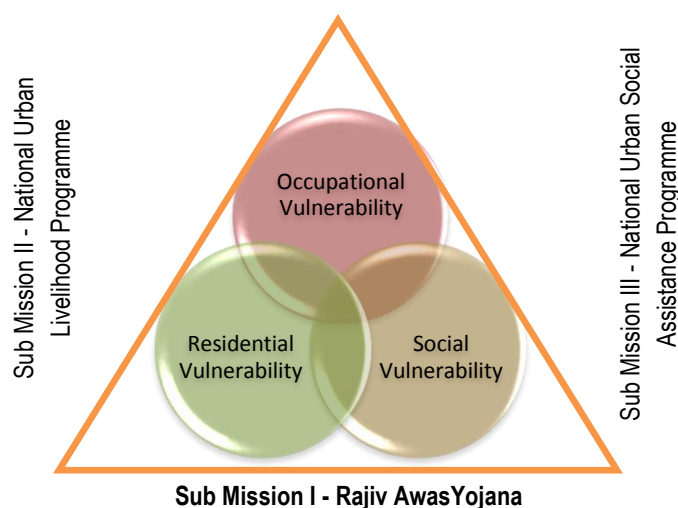 Sub Mission II - National Urban
Livelihood Programme
Occupational
Vulnerability
Residential
Vulnerability
Social
Vulnerability
Sub Mission III - National Urban Social
Assistance Programme
Sub Mission I - Rajiv AwasYojana